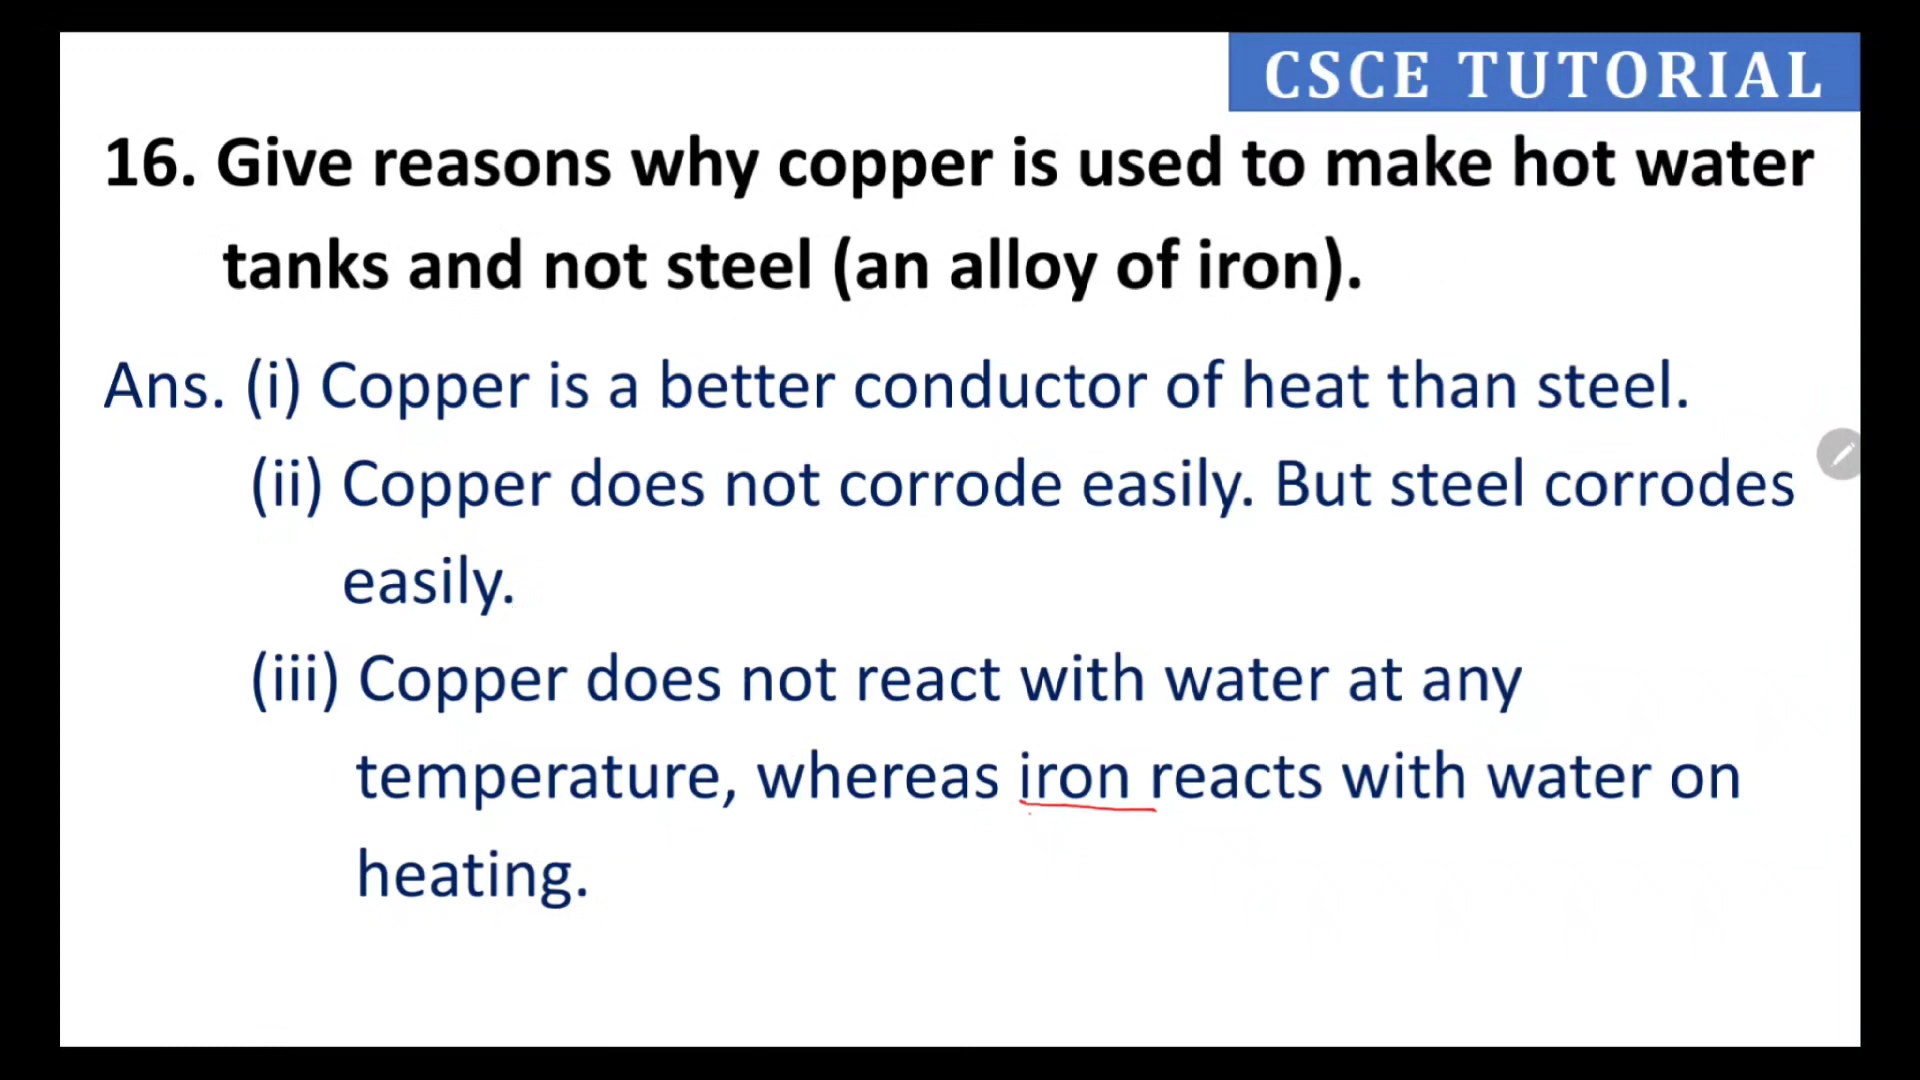 CSCE TUTORIAL
16. Give reasons why copper is used to make hot water
tanks and not steel (an alloy of iron).
Ans. (i) Copper is a better conductor of heat than steel.
(ii) Copper does not corrode easily. But steel corrodes
easily.
(iii) Copper does not react with water at any
temperature, whereas iron reacts with water on
heating.